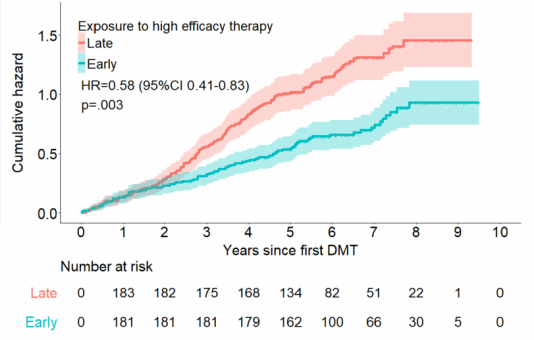 Exposure to high efficacy therapy
Late
Early
HR=0.58 (95%CI 0.41-0.83)
p=.003
Cumulative hazard
1.5
1.0
0.5
0.0
0 1 2 3 4 5 6 7 8 9 10
Years since first DMT
Number at risk
Late 0 183 182 175 168 134 82 51 22 1 0
Early 0 181 181 181 179 162 100 66 30 5 0